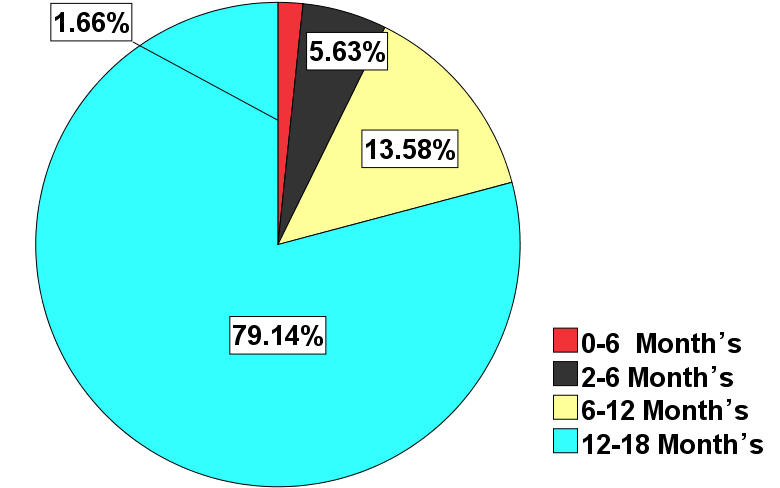 1.66%
5.63%
13.58%
79.14%
0-6 Month’s
2-6 Month’s
6-12 Month’s
12-18 Month’s